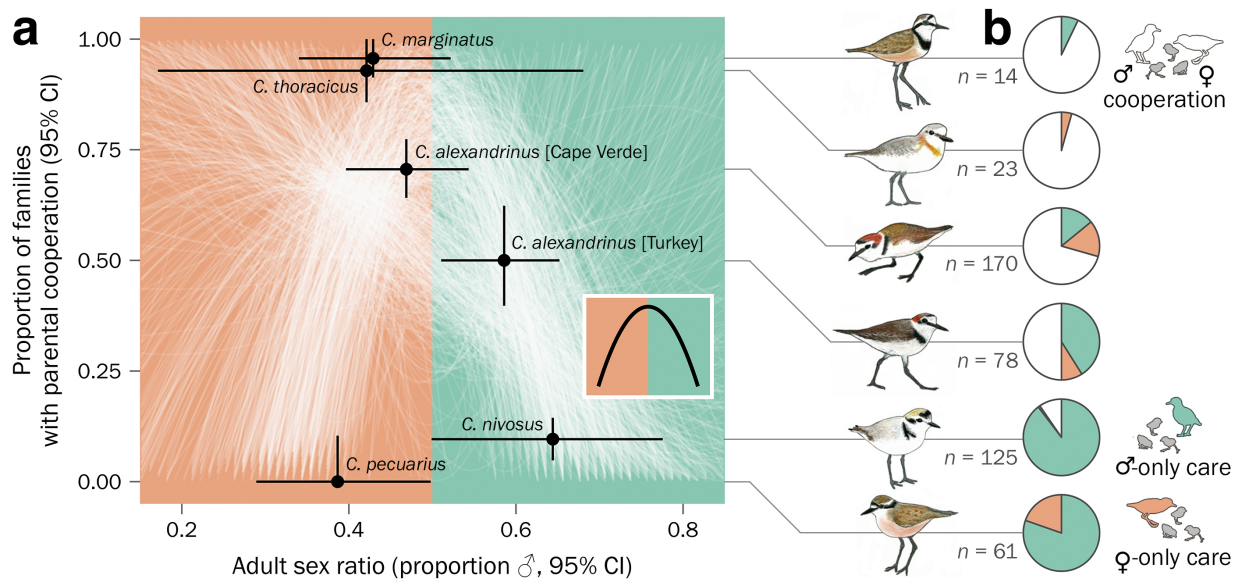 a
Proportion of families
with parental cooperation (95% CI)
1.00
0.75
0.50
0.25
0.00
0.2
0.4
0.6
0.8
Adult sex ratio (proportion ♂, 95% CI)
C. marginatus
C. thoracicus
C. alexandrinus [Cape Verde]
C. alexandrinus [Turkey]
C. nivosus
C. pecuarius
b
n = 14
n = 23
n = 170
n = 78
n = 125
n = 61
♂ ♀
cooperation
♂-only care
♀-only care